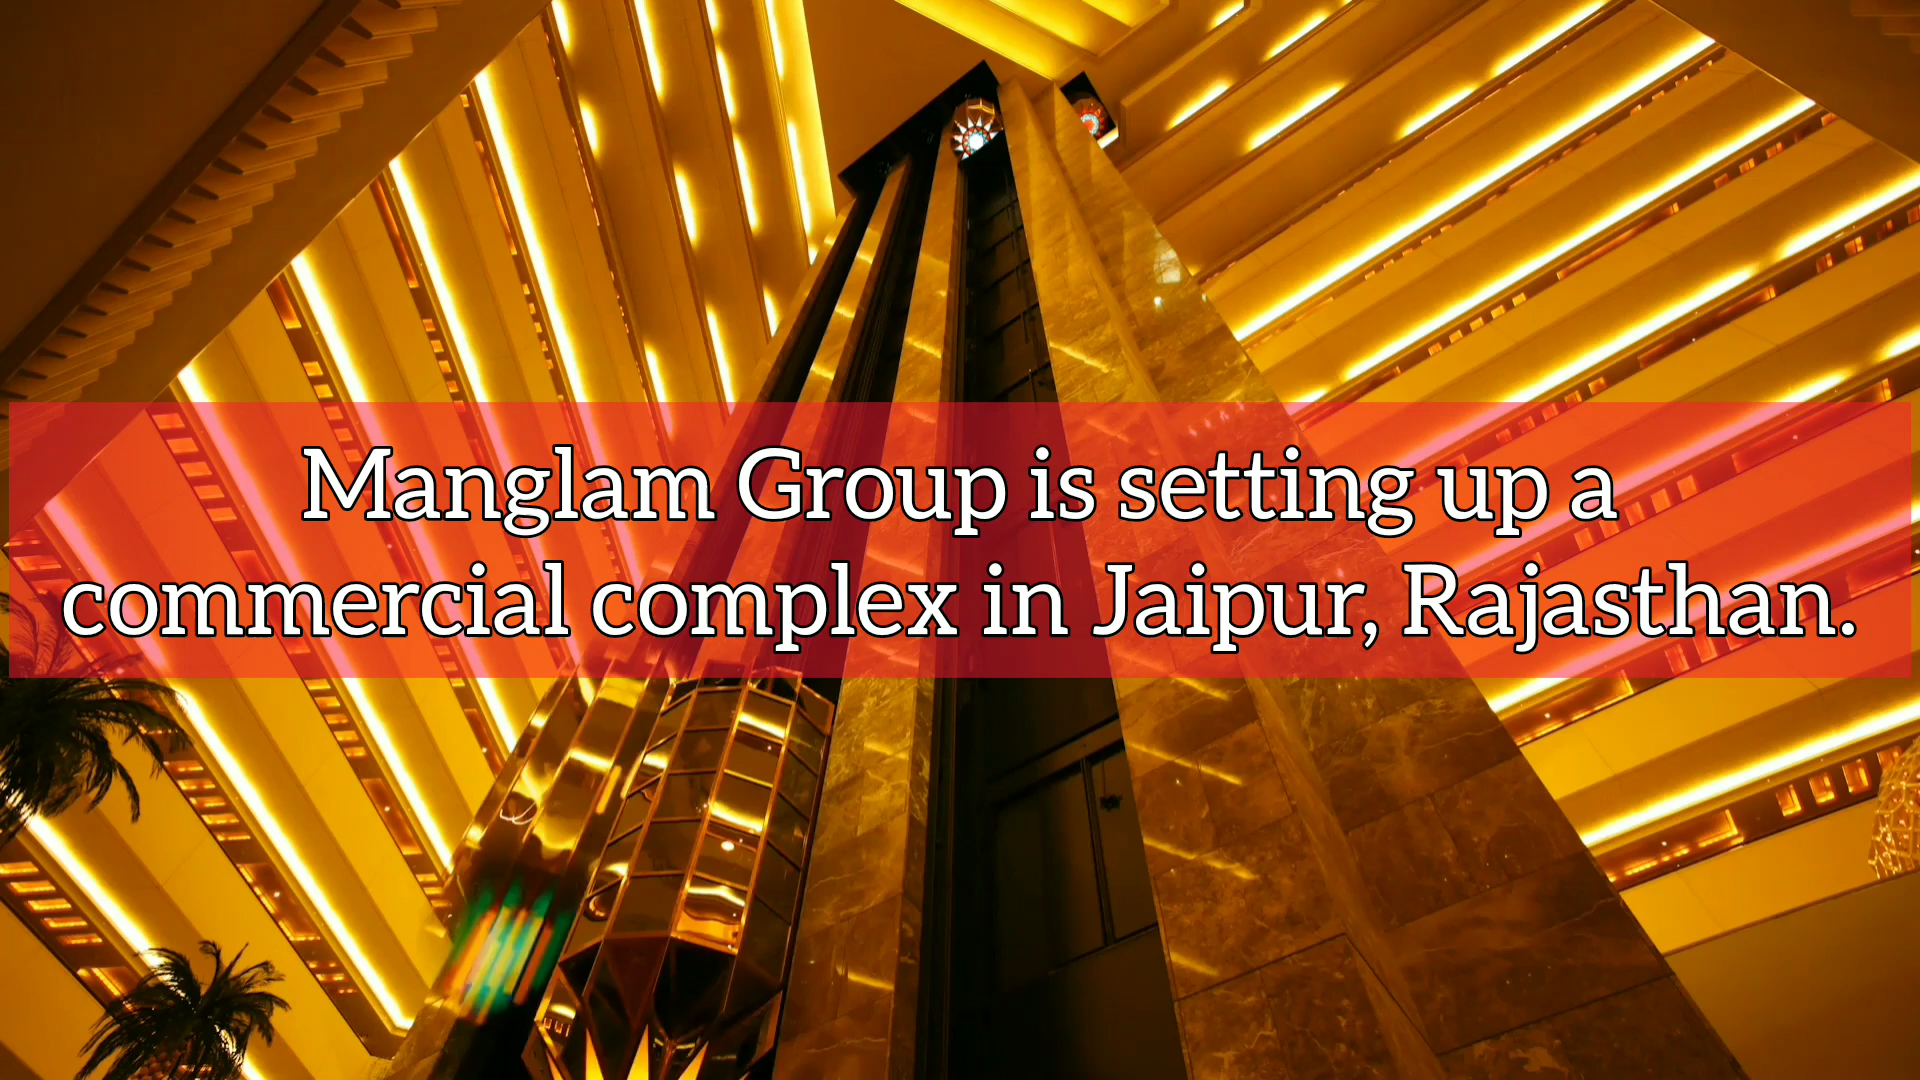 Manglam Group is setting up a
commercial complex in Jaipur, Rajasthan.